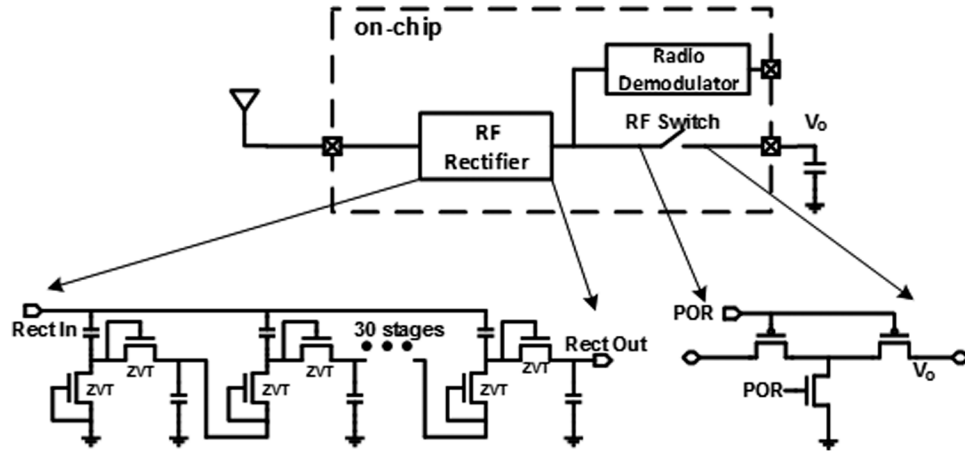 on-chip
Radio
Demodulator
RF
Rectifier
RF Switch
Vo
Rect In
ZVT
ZVT
ZVT
ZVT
30 stages
ZVT
ZVT
Rect Out
POR
POR
Vo